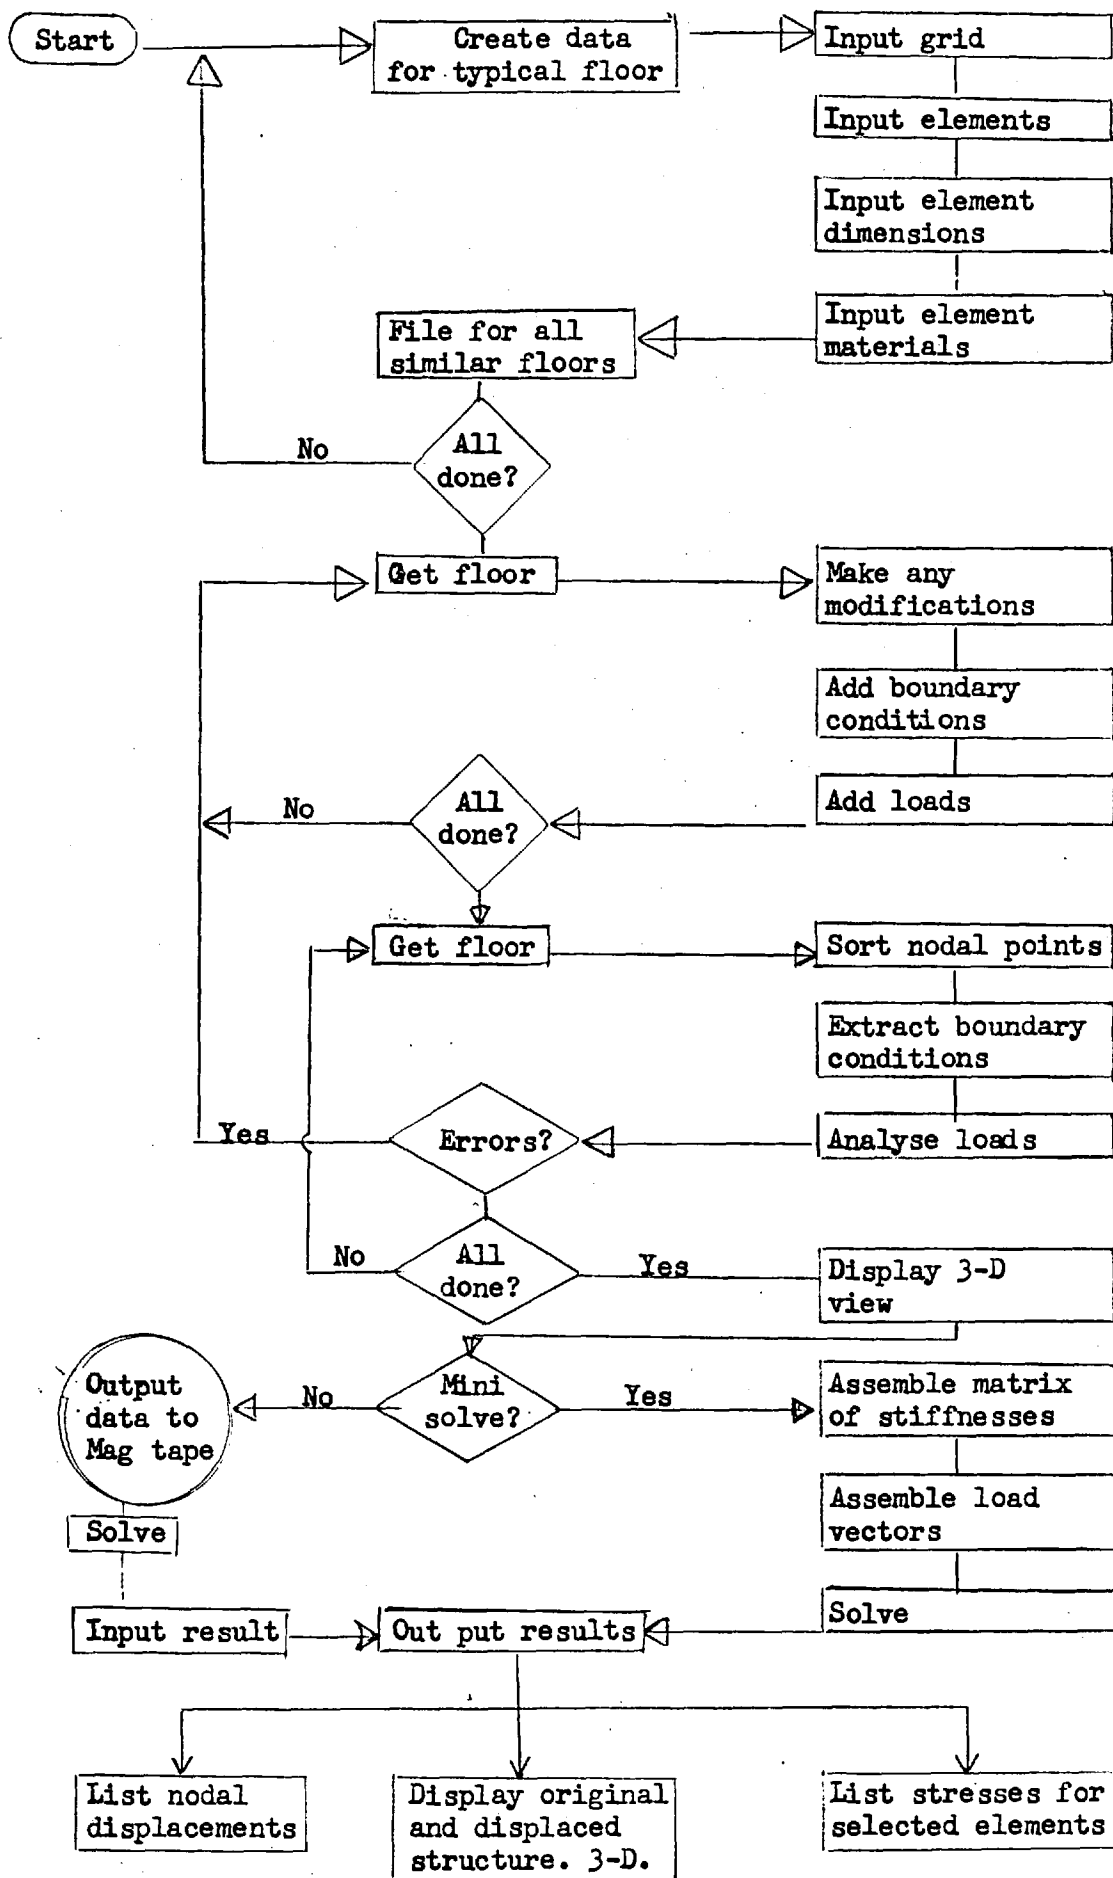 Start
Create data
for typical floor
Input grid
Input elements
Input element
dimensions
Input element
materials
File for all
similar floors
All
done?
No
Get floor
Make any
modifications
Add boundary
conditions
Add loads
All
done?
No
Get floor
Sort nodal points
Extract boundary
conditions
Analyse loads
Errors?
Yes
All
done?
No
Yes
Display 3-D
view
Mini
solve?
No
Yes
Output
data to
Mag tape
Assemble matrix
of stiffnesses
Assemble load
vectors
Solve
Solve
Input result
Out put results
List nodal
displacements
Display original
and displaced
structure. 3-D.
List stresses for
selected elements